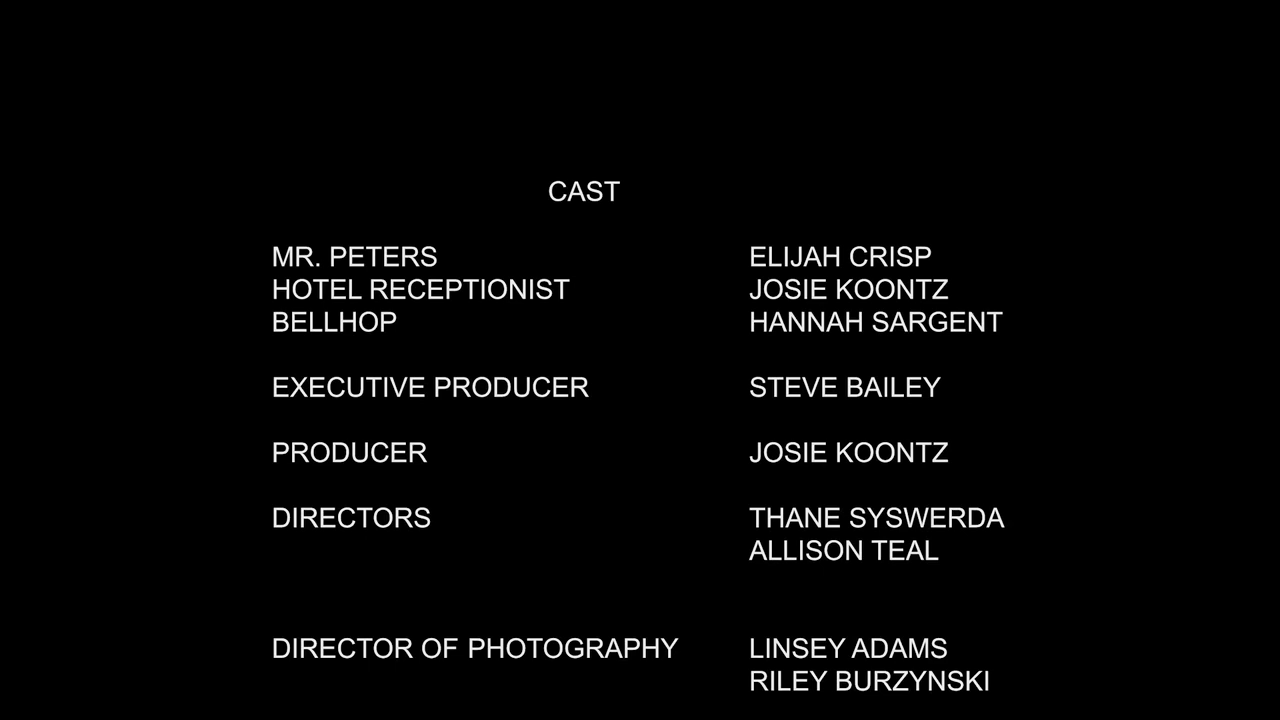 CAST
MR. PETERS ELIJAH CRISP
HOTEL RECEPTIONIST JOSIE KOONTZ
BELLHOP HANNAH SARGENT
EXECUTIVE PRODUCER STEVE BAILEY
PRODUCER JOSIE KOONTZ
DIRECTORS THANE SYSWERDA
ALLISON TEAL
DIRECTOR OF PHOTOGRAPHY LINSEY ADAMS
RILEY BURZYNSKI